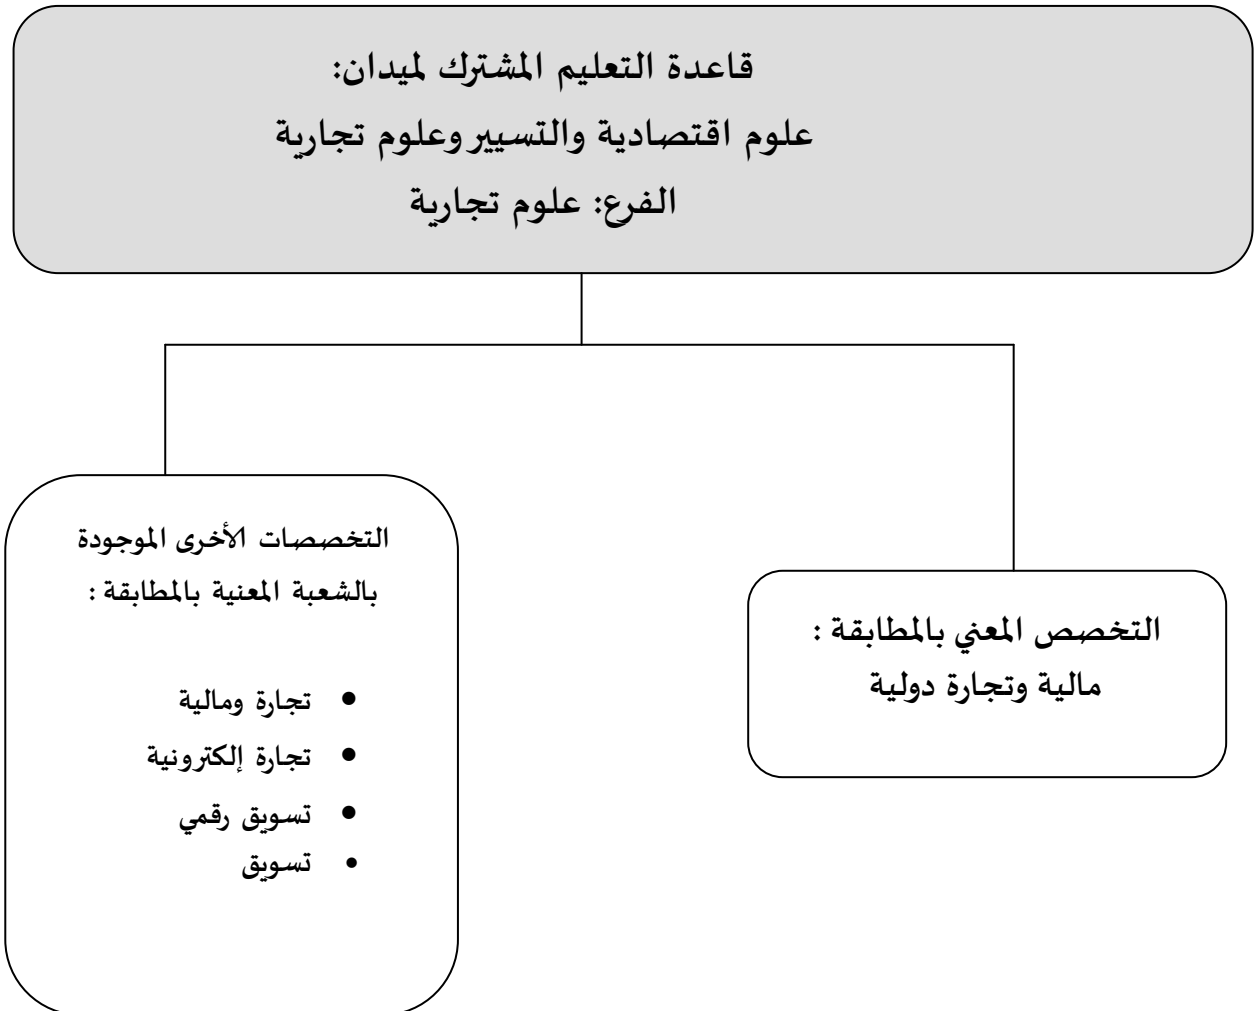 قاعدة التعليم المشترك لميدان:
علوم اقتصادية والتسيير وعلوم تجارية
الفرع: علوم تجارية
التخصص المعني بالمطابقة :
مالية وتجارة دولية
التخصصات الأخرى الموجودة
بالشعبة المعنية بالمطابقة :
• تجارة ومالية
• تجارة إلكترونية
• تسويق رقمي
• تسويق